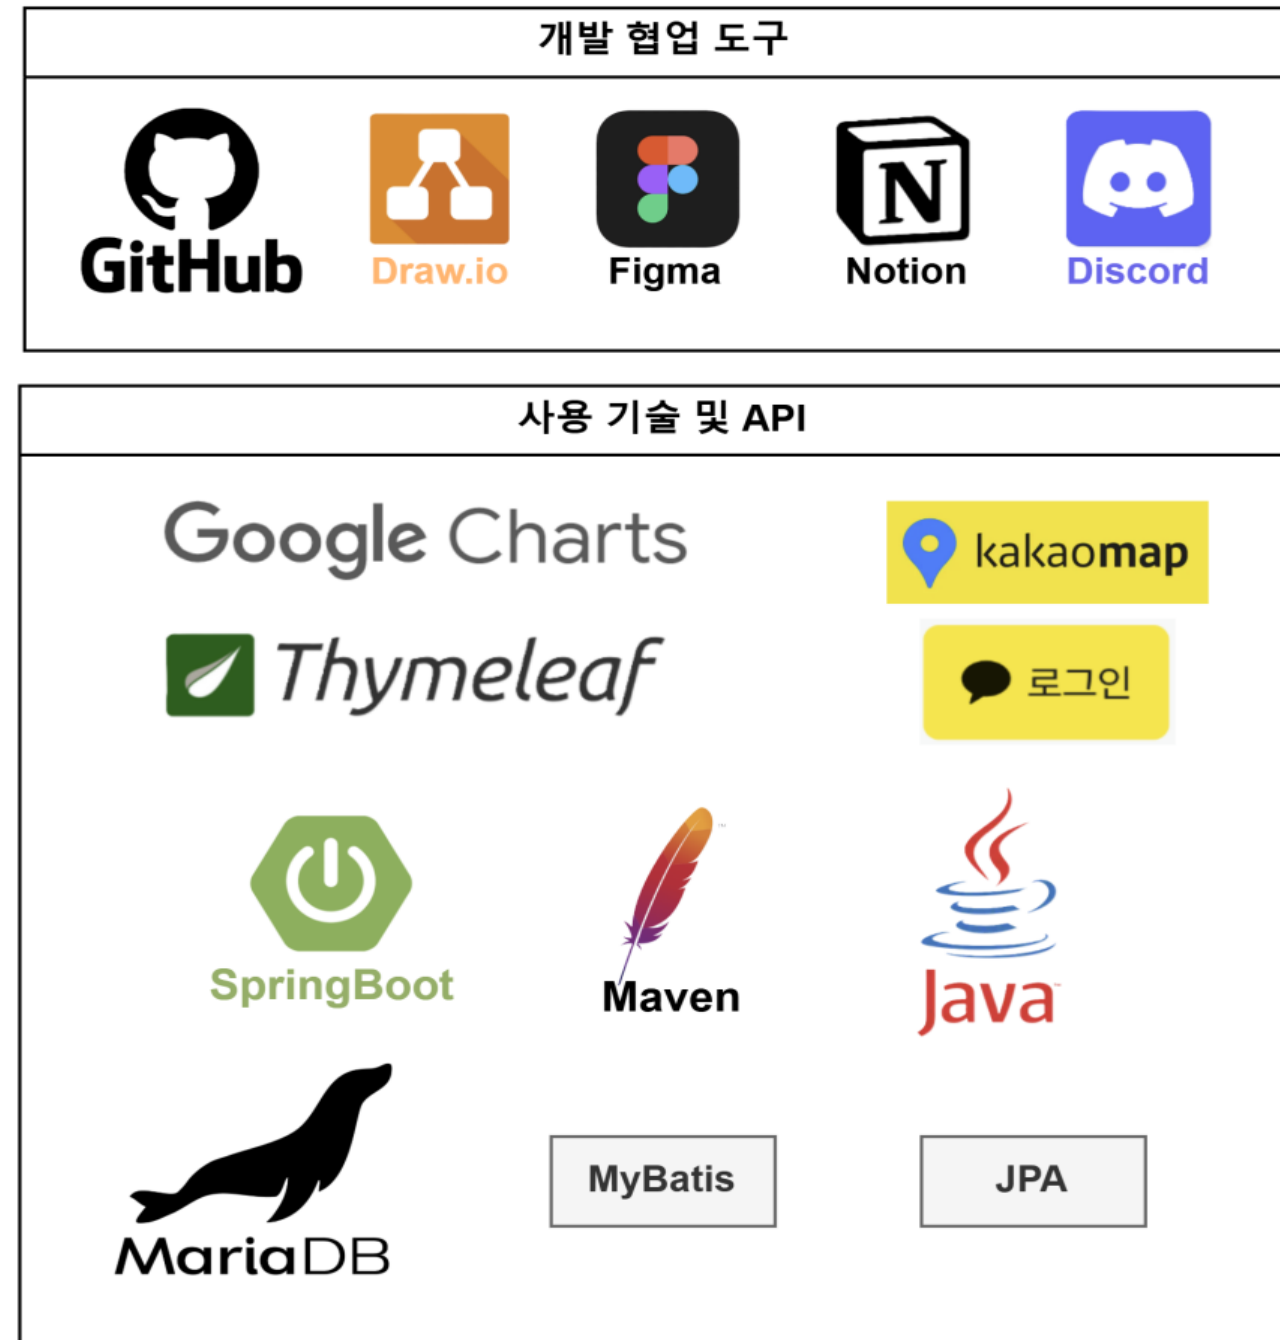 개발 협업 도구
GitHub
Draw.io
Figma
Notion
Discord
사용 기술 및 API
Google Charts
kakaomap
Thymeleaf
로그인
SpringBoot
Maven
Java
MariaDB
MyBatis
JPA